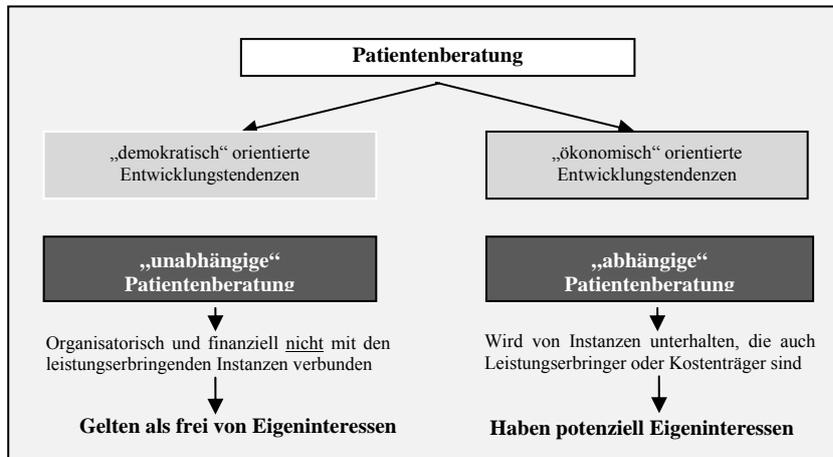 Patientenberatung
„demokratisch“ orientierte
Entwicklungstendenzen
„ökonomisch“ orientierte
Entwicklungstendenzen
„unabhängige“
Patientenberatung
„abhängige“
Patientenberatung
Organisatorisch und finanziell nicht mit den
leistungserbringenden Instanzen verbunden
Wird von Instanzen unterhalten, die auch
Leistungserbringer oder Kostenträger sind
Gelten als frei von Eigeninteressen
Haben potenziell Eigeninteressen